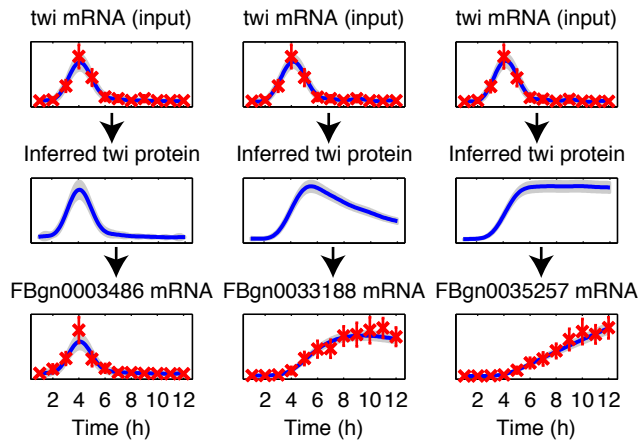 twi mRNA (input) twi mRNA (input) twi mRNA (input)
Inferred twi protein Inferred twi protein Inferred twi protein
FBgn0003486 mRNA FBgn0033188 mRNA FBgn0035257 mRNA
2 4 6 8 10 12 2 4 6 8 10 12 2 4 6 8 10 12
Time (h) Time (h) Time (h)